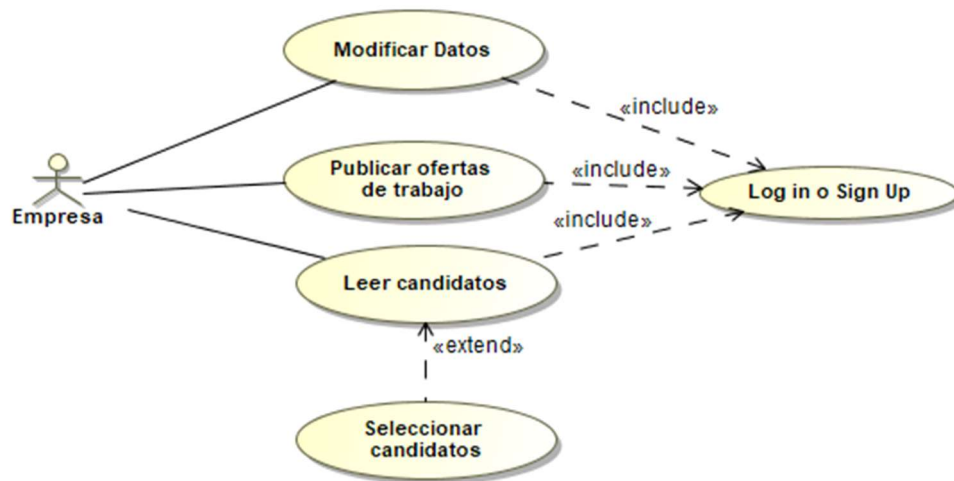 Modificar Datos
«include»
Publicar ofertas
de trabajo
«include»
Log in o Sign Up
Empresa
«include»
Leer candidatos
«extend»
Seleccionar
candidatos